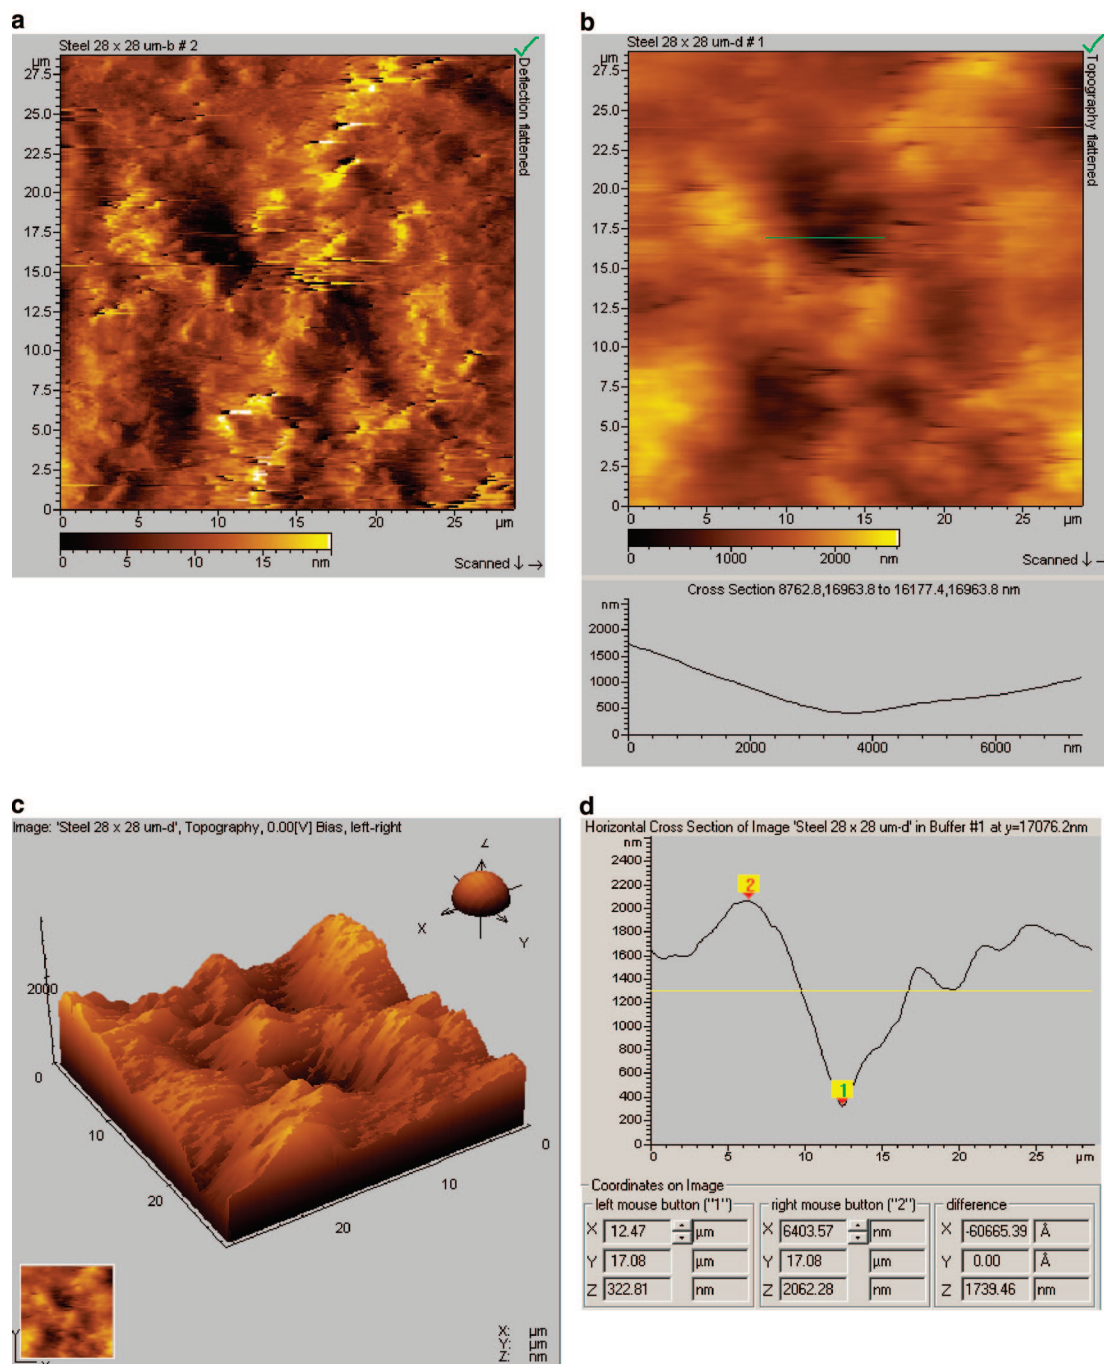 a
Steel 28 x 28 um-b # 2
µm
27.5
25.0
22.5
20.0
17.5
15.5
12.5
10.0
7.5
5.0
2.5
0
0 5 10 15 20 25 µm
Deflection flattened
0 5 10 15 nm
Scanned ↓ →
b
Steel 28 x 28 um-d # 1
µm
27.5
25.0
22.5
20.0
17.5
15.0
12.5
10.0
7.5
5.0
2.5
0
0 5 10 15 20 25 µm
Topography flattened
0 1000 2000 nm
Scanned ↓ →
Cross Section 8762.8,16963.8 to 16177.4,16963.8 nm
nm
2000
1500
1000
500
0
0 2000 4000 6000 nm
c
Image: 'Steel 28 x 28 um-d', Topography, 0.00[V] Bias, left-right
Z
X
Y
2000
0
10
20
0
10
20
Y
X
X: µm
Y: µm
Z: nm
d
Horizontal Cross Section of Image 'Steel 28 x 28 um-d' in Buffer #1 at y=17076.2nm
nm
2400
2200
2000
1800
1600
1400
1200
1000
800
600
400
200
0
0 5 10 15 20 25 µm
2
1
Coordinates on Image
left mouse button ("1")
X 12.47 µm
Y 17.08 µm
Z 322.81 nm
right mouse button ("2")
X 6403.57 nm
Y 17.08 µm
Z 2062.28 nm
difference
X -60665.39 Å
Y 0.00 Å
Z 1739.46 nm